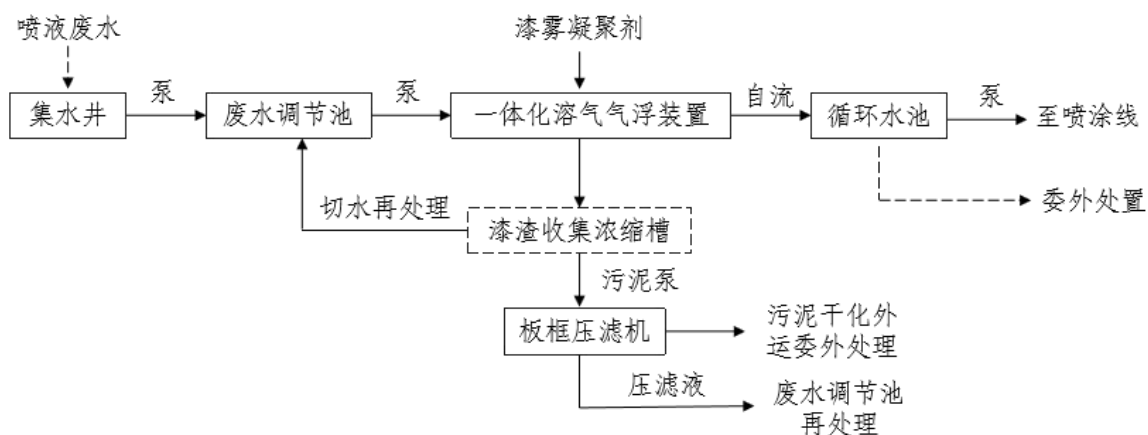 喷液废水
漆雾凝聚剂
集水井
泵
废水调节池
泵
一体化溶气气浮装置
自流
循环水池
泵
至喷涂线
委外处置
切水再处理
漆渣收集浓缩槽
污泥泵
板框压滤机
污泥干化外
运委外处理
压滤液
废水调节池
再处理